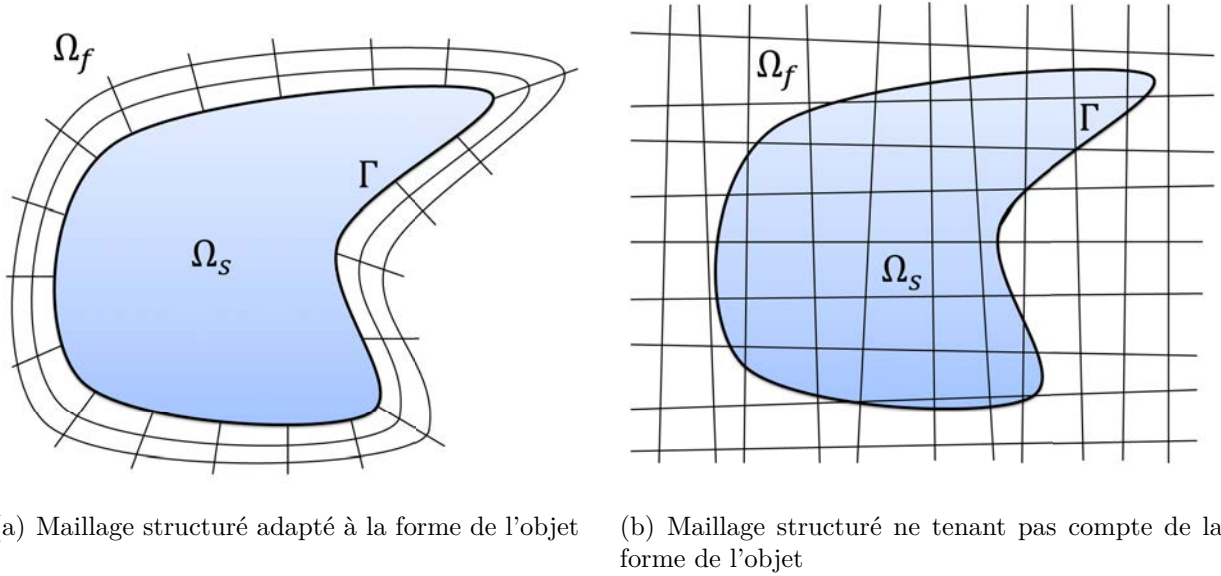 Ω_f
Γ
Ω_s
Ω_f
Γ
Ω_s
a) Maillage structuré adapté à la forme de l'objet
(b) Maillage structuré ne tenant pas compte de la
forme de l'objet